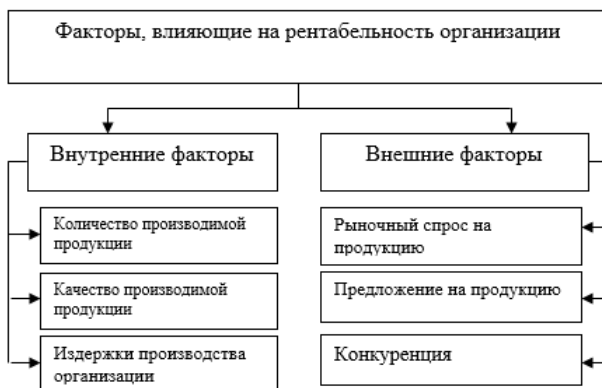 Факторы, влияющие на рентабельность организации
Внутренние факторы
Внешние факторы
Количество производимой
продукции
Качество производимой
продукции
Издержки производства
организации
Рыночный спрос на
продукцию
Предложение на продукцию
Конкуренция